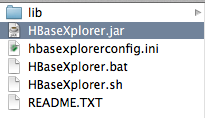 lib
HBaseXplorer.jar
hbasexplorerconfig.ini
HBaseXplorer.bat
HBaseXplorer.sh
README.TXT